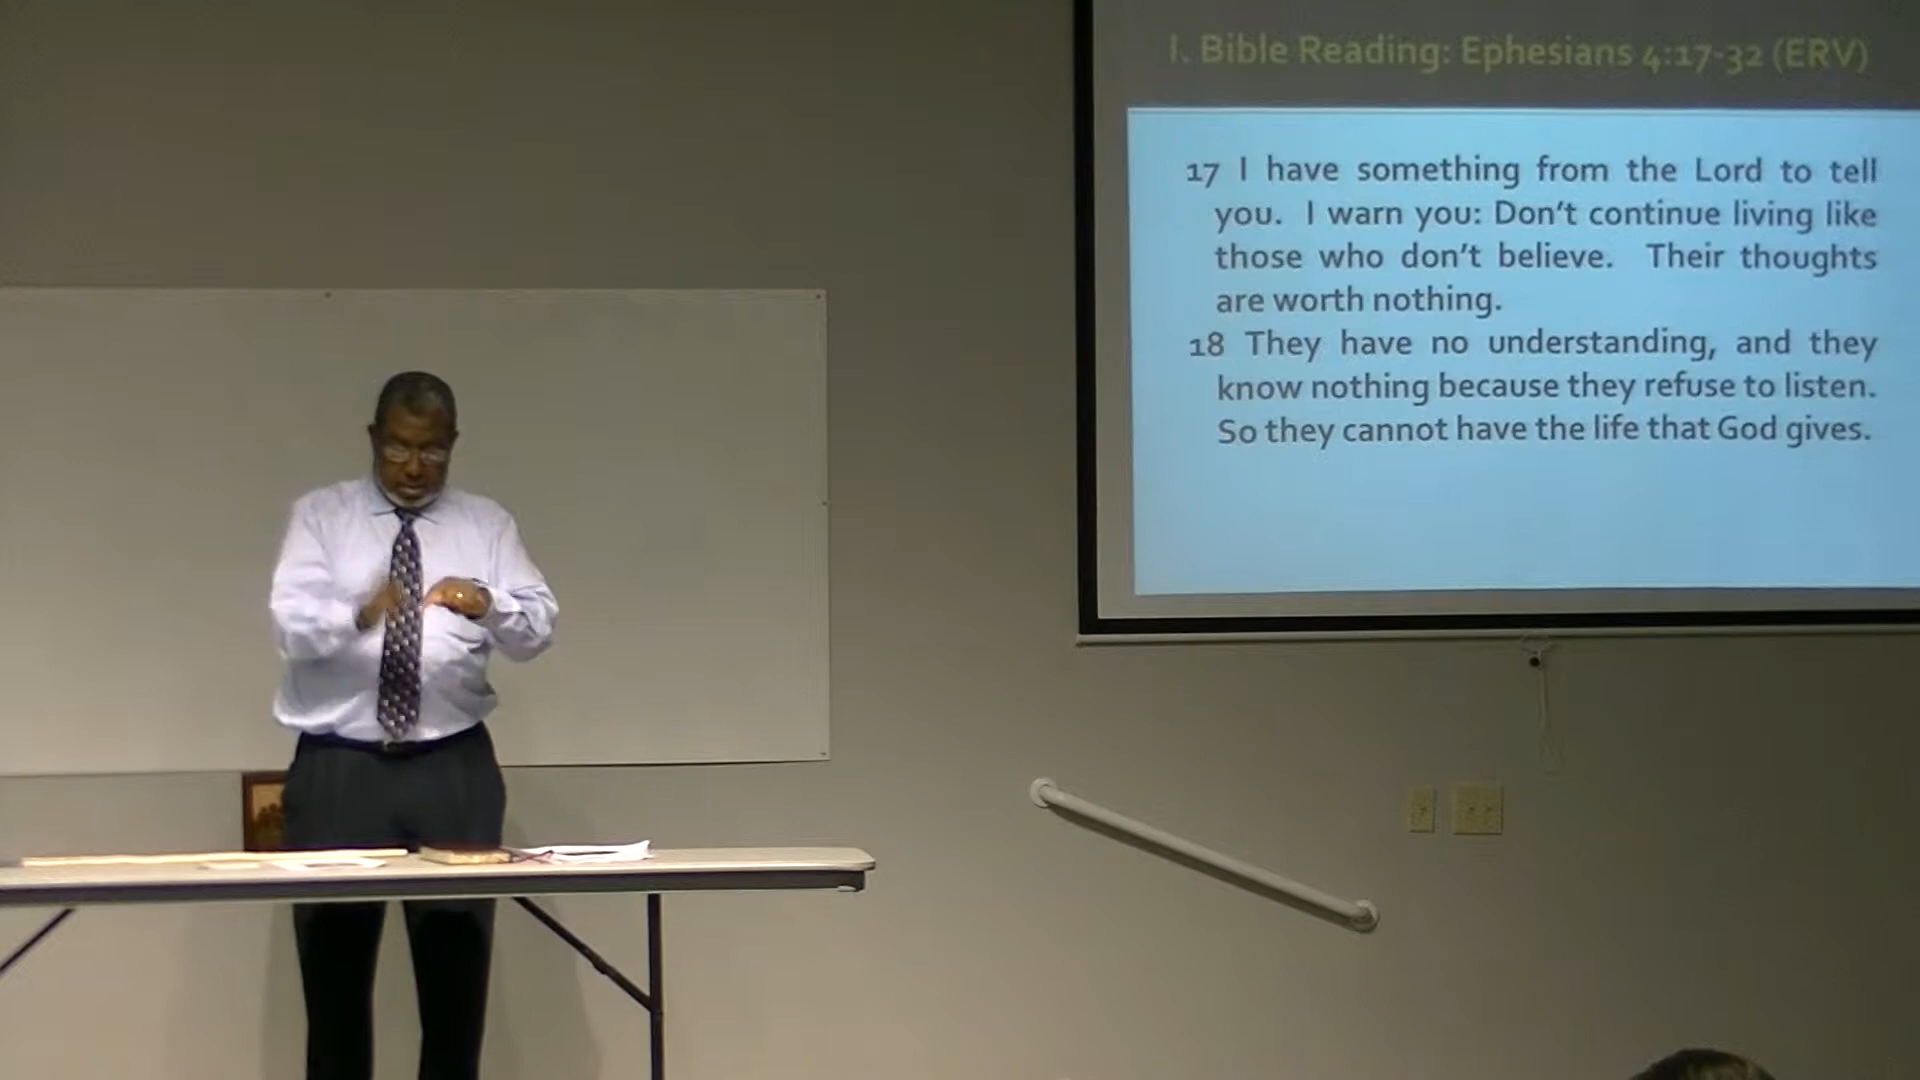 I. Bible Reading: Ephesians 4:17-32 (ERV)
17 I have something from the Lord to tell
you. I warn you: Don't continue living like
those who don't believe. Their thoughts
are worth nothing.
18 They have no understanding, and they
know nothing because they refuse to listen.
So they cannot have the life that God gives.